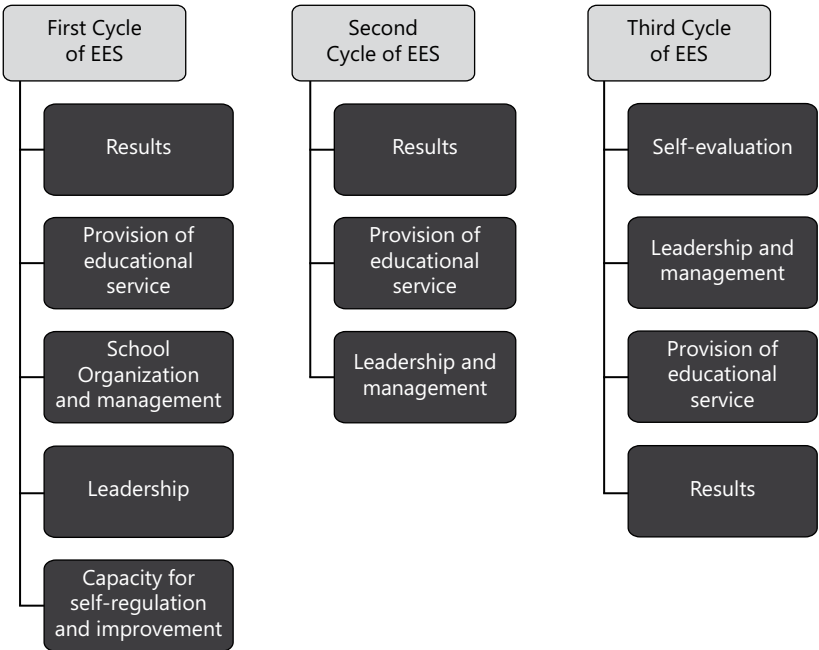 First Cycle
of EES
Results
Provision of
educational
service
School
Organization
and management
Leadership
Capacity for
self-regulation
and improvement
Second
Cycle of EES
Results
Provision of
educational
service
Leadership and
management
Third Cycle
of EES
Self-evaluation
Leadership and
management
Provision of
educational
service
Results